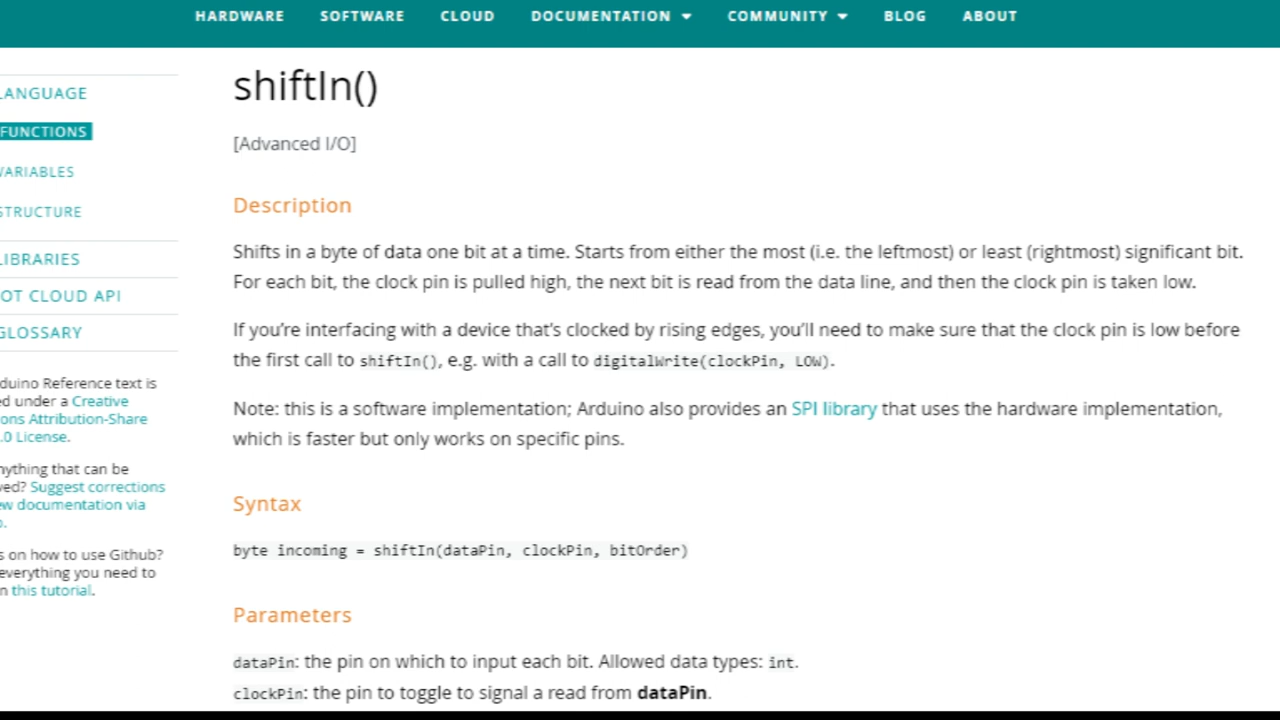 HARDWARE SOFTWARE CLOUD DOCUMENTATION COMMUNITY BLOG ABOUT
LANGUAGE
FUNCTIONS
VARIABLES
STRUCTURE
LIBRARIES
OT CLOUD API
GLOSSARY
duino Reference text is
ed under a Creative
ons Attribution-Share
.0 License.
nything that can be
ved? Suggest corrections
ew documentation via
b.
s on how to use Github?
everything you need to
n this tutorial.
shiftIn()
[Advanced I/O]
Description
Shifts in a byte of data one bit at a time. Starts from either the most (i.e. the leftmost) or least (rightmost) significant bit.
For each bit, the clock pin is pulled high, the next bit is read from the data line, and then the clock pin is taken low.
If you’re interfacing with a device that’s clocked by rising edges, you’ll need to make sure that the clock pin is low before
the first call to shiftIn(), e.g. with a call to digitalWrite(clockPin, LOW).
Note: this is a software implementation; Arduino also provides an SPI library that uses the hardware implementation,
which is faster but only works on specific pins.
Syntax
byte incoming = shiftIn(dataPin, clockPin, bitOrder)
Parameters
dataPin: the pin on which to input each bit. Allowed data types: int.
clockPin: the pin to toggle to signal a read from dataPin.